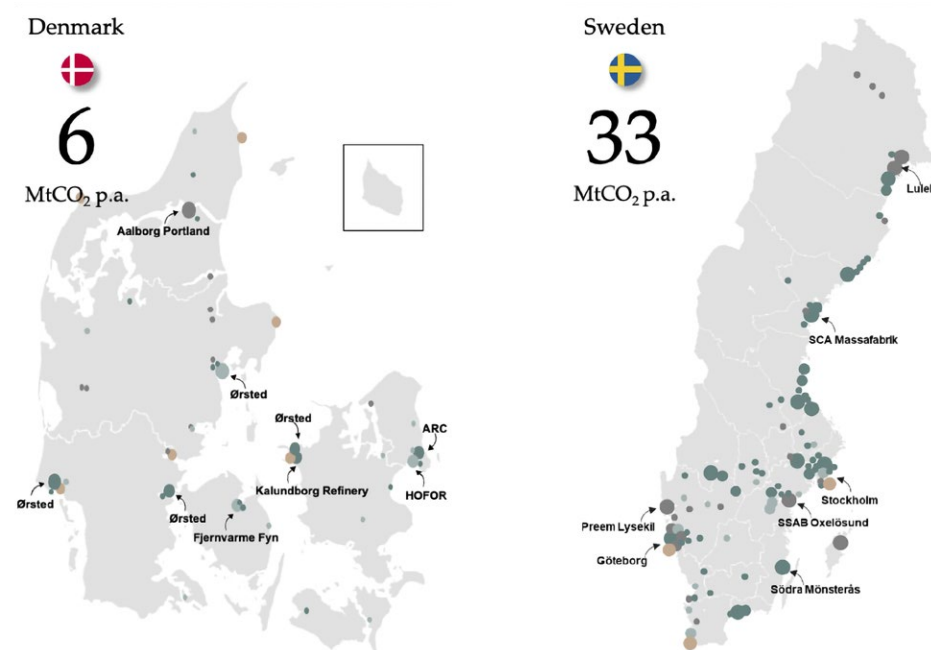 Denmark
6
MtCO₂ p.a.
Aalborg Portland
Ørsted
Ørsted
ARC
HOFOR
Kalundborg Refinery
Ørsted
Ørsted
Fjernvarme Fyn
Sweden
33
MtCO₂ p.a.
SCA Massafabrik
Stockholm
SSAB Oxelösund
Preem Lysekil
Göteborg
Södra Mönsterås